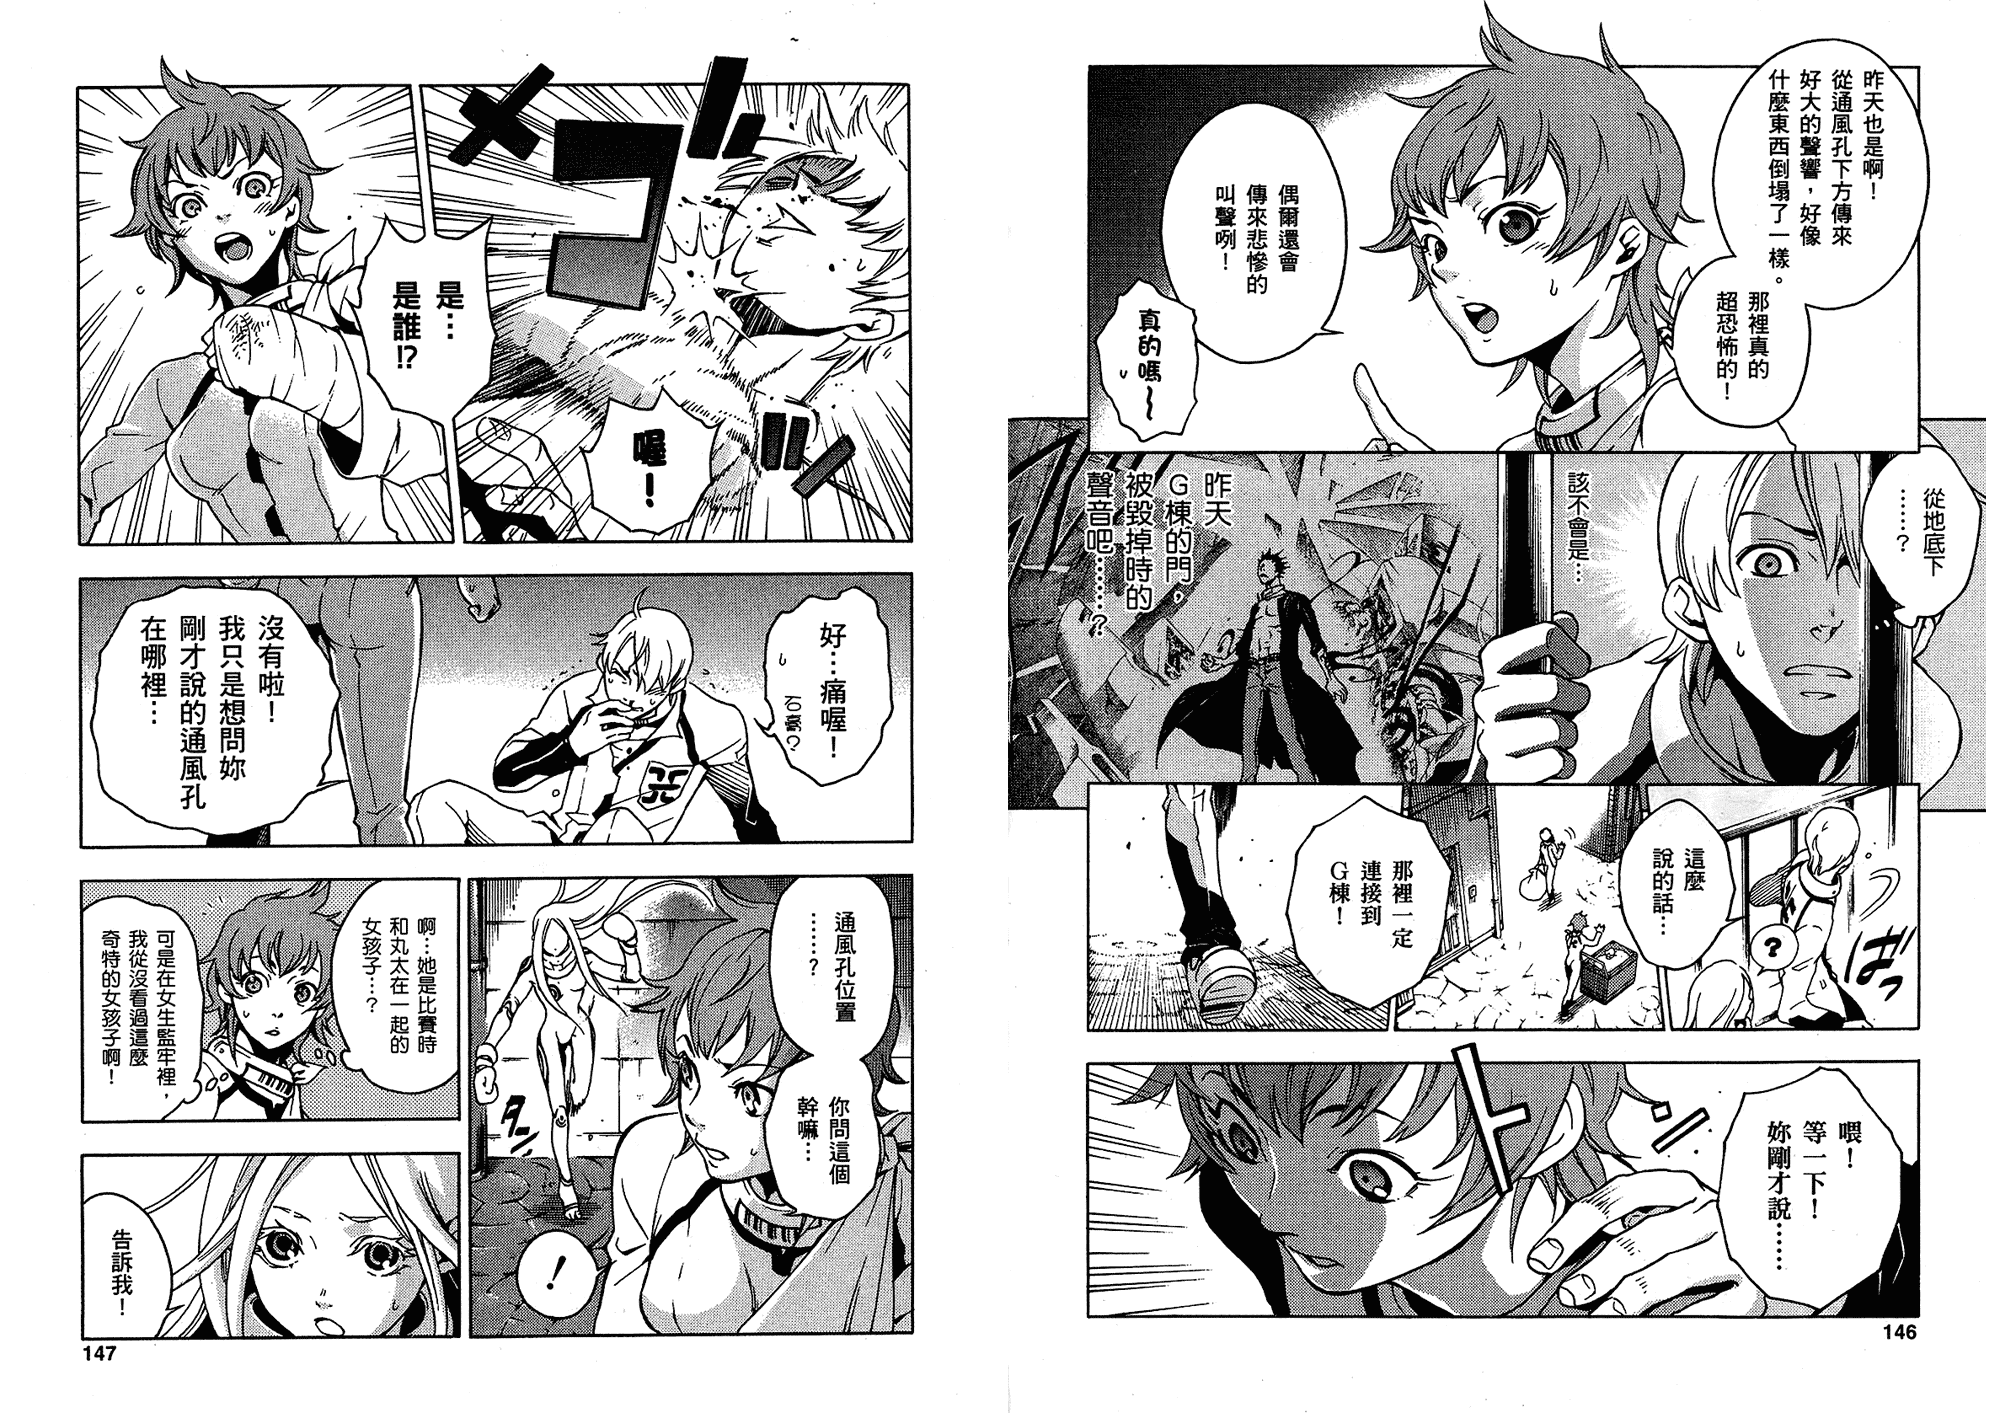 昨天也是啊！
從通風孔下方傳來
好大的聲響，好像
什麼東西倒塌了一樣。
那裡真的
超恐怖的！
偶爾還會
傳來悲慘的
叫聲咧！
真的嗎～
從地底下
……？
該不會是…
昨天
G棟的門，
被毀掉時的
聲音吧……？
這麼
說的話…
？
バッ
那裡一定
連接到
G棟！
喂！
等一下！
妳剛才說……
146
喔！
是…
是誰!?
好…痛喔！
沒有啦！
我只是想問妳
剛才說的通風孔
在哪裡…
通風孔位置
……？
你問這個
幹嘛…
！
啊…她是比賽時
和丸太在一起的
女孩子…？
可是在女生監牢裡，
我從沒看過這麼
奇特的女孩子啊！
告訴我！
147